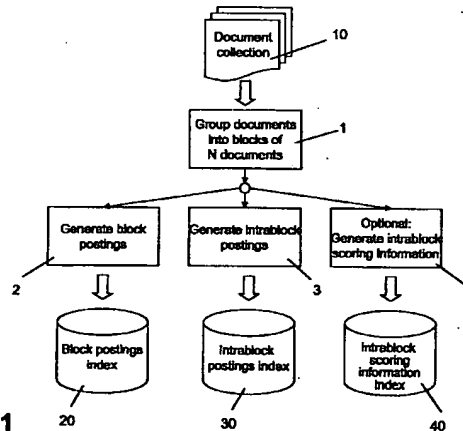 Document
collection
10
Group documents
into blocks of
N documents
1
Generate block
postings
Generate intrablock
postings
Optional:
Generate intrablock
scoring information
2
3
Block postings
index
Intrablock
postings index
Intrablock
scoring
information
index
1
20
30
40